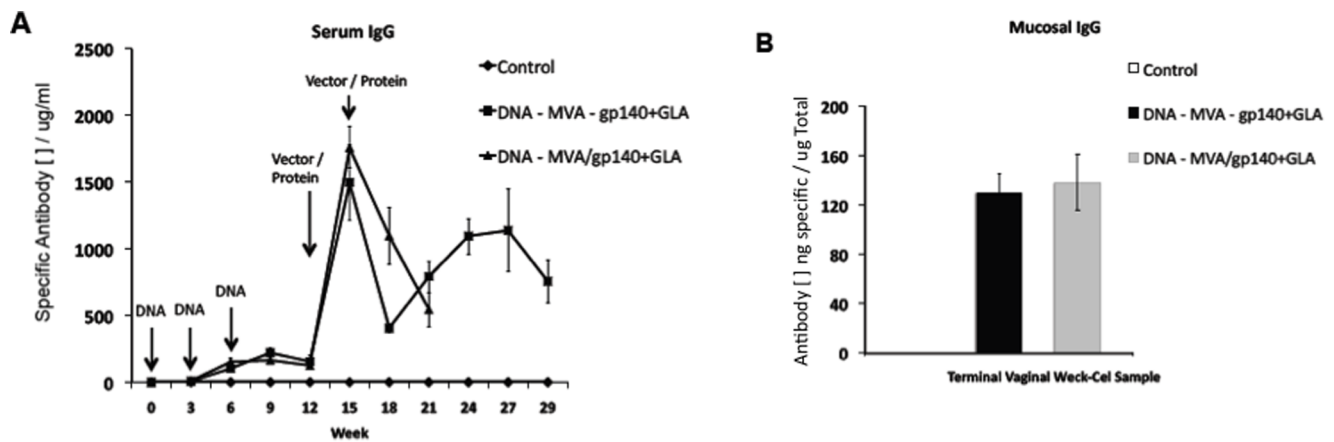 A
Serum IgG
Specific Antibody [ ] / ug/ml
2500
2000
1500
1000
500
0
DNA
DNA
DNA
Vector /
Protein
Vector / Protein
Control
DNA - MVA - gp140+GLA
DNA - MVA/gp140+GLA
0 3 6 9 12 15 18 21 24 27 29
Week
B
Mucosal IgG
Antibody [ ] ng specific / ug Total
200
160
120
80
40
0
Control
DNA - MVA - gp140+GLA
DNA - MVA/gp140+GLA
Terminal Vaginal Weck-Cel Sample